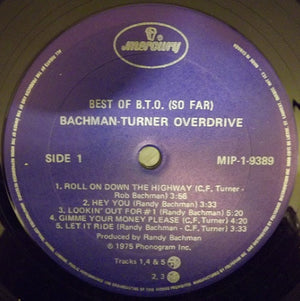 mercury
BEST OF B.T.O. (SO FAR)
BACHMAN-TURNER OVERDRIVE
SIDE 1
MIP-1-9389
1. ROLL ON DOWN THE HIGHWAY (C.F. Turner -
Rob Bachman) 3:56
2. HEY YOU (Randy Bachman) 3:33
3. LOOKIN' OUT FOR #1 (Randy Bachman) 5:20
4. GIMME YOUR MONEY PLEASE (C.F. Turner) 4:20
5. LET IT RIDE (Randy Bachman - C.F. Turner) 3:33
Produced by Randy Bachman
© 1975 Phonogram Inc.
Tracks 1, 4 & 5
2, 3